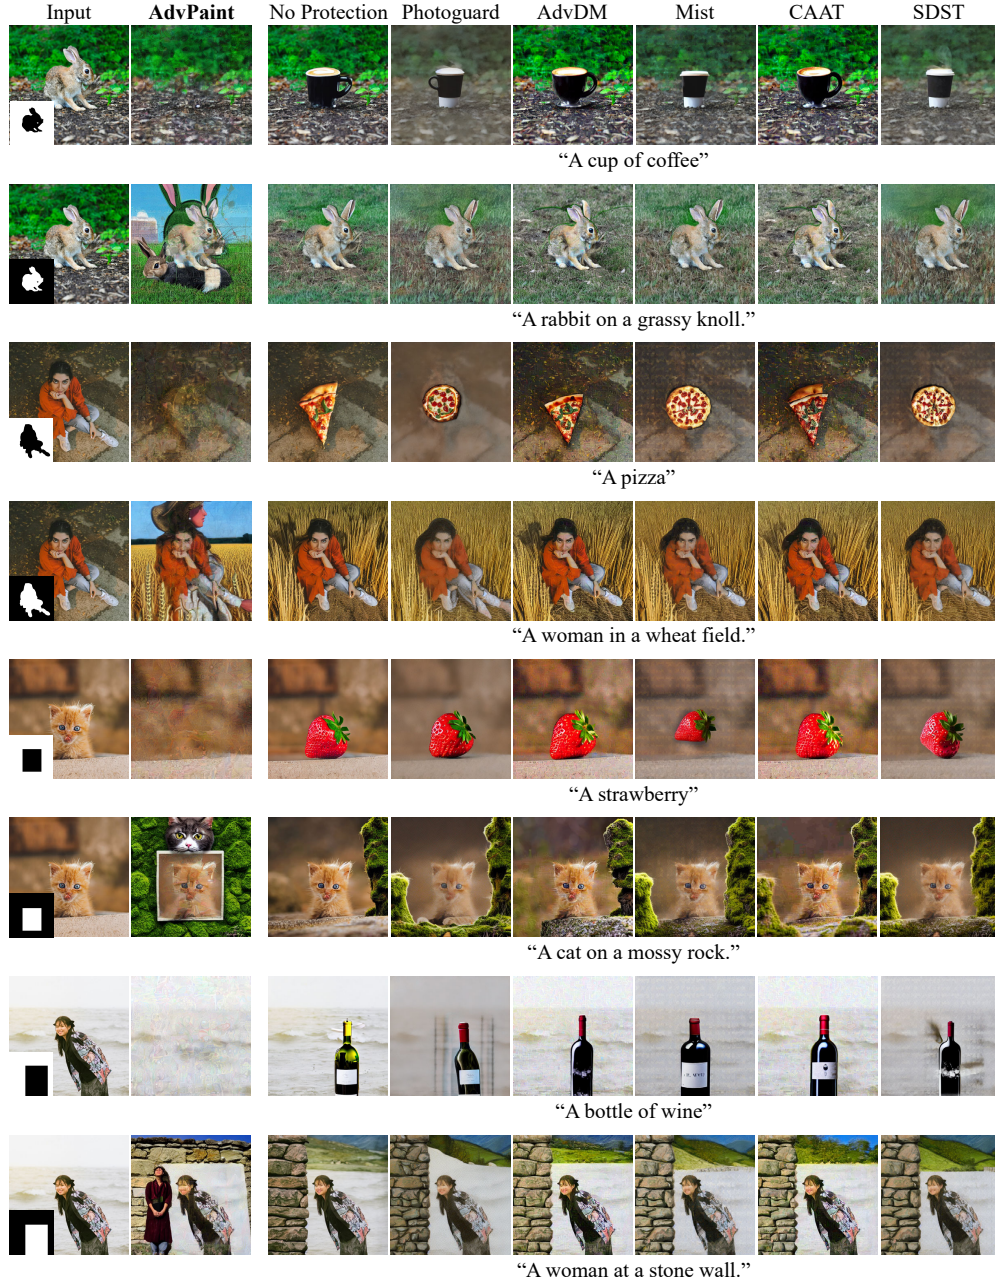 Input AdvPaint No Protection Photoguard AdvDM Mist CAAT SDST
“A cup of coffee”
“A rabbit on a grassy knoll.”
“A pizza”
“A woman in a wheat field.”
“A strawberry”
“A cat on a mossy rock.”
“A bottle of wine”
“A woman at a stone wall.”